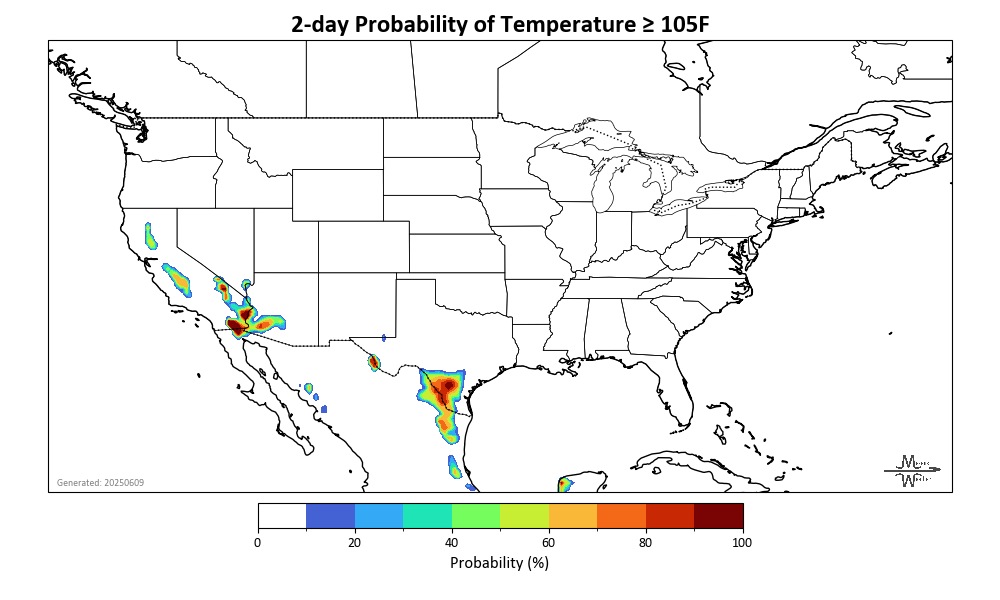 2-day Probability of Temperature ≥ 105F
Generated: 20250609
0 20 40 60 80 100
Probability (%)